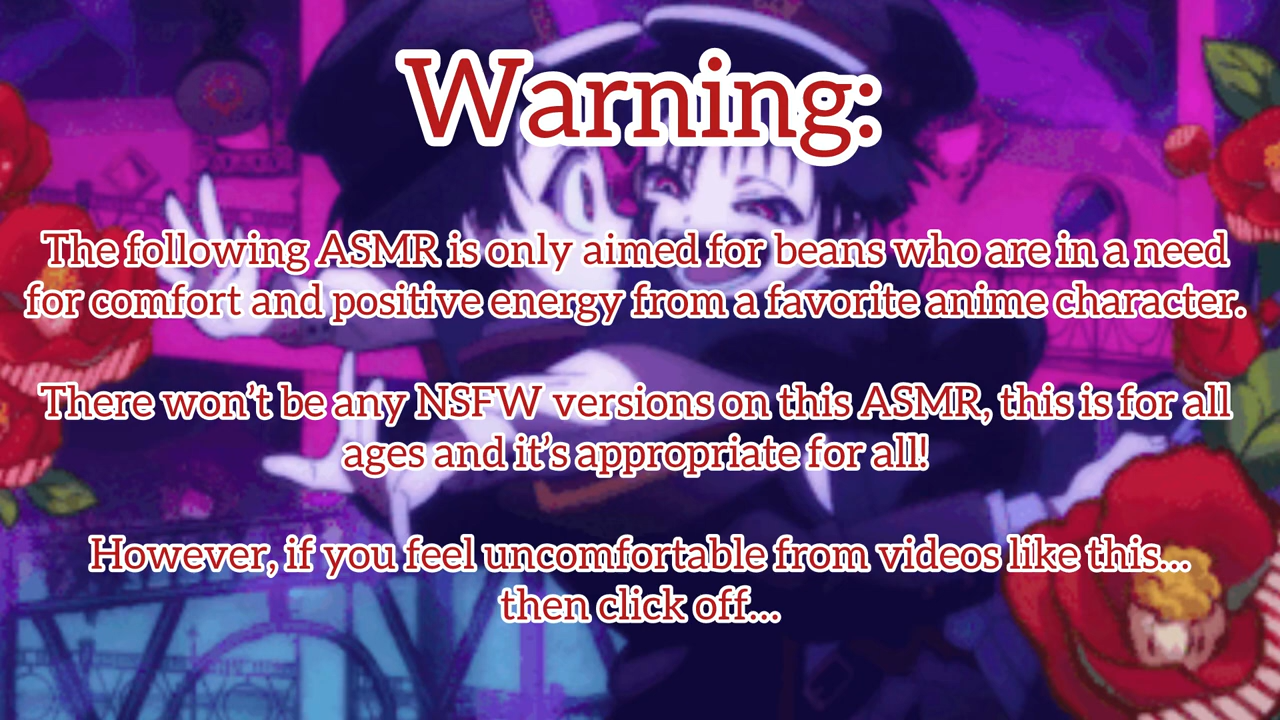 Warning:
The following ASMR is only aimed for beans who are in a need
for comfort and positive energy from a favorite anime character.
There won't be any NSFW versions on this ASMR, this is for all
ages and it's appropriate for all!
However, if you feel uncomfortable from videos like this...
then click off...